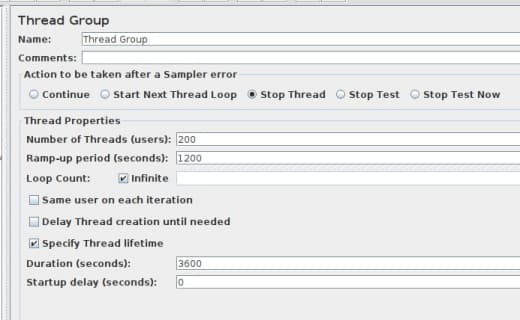 Thread Group
Name: Thread Group
Comments:
Action to be taken after a Sampler error
Continue Start Next Thread Loop Stop Thread Stop Test Stop Test Now
Thread Properties
Number of Threads (users): 200
Ramp-up period (seconds): 1200
Loop Count: Infinite
Same user on each iteration
Delay Thread creation until needed
Specify Thread lifetime
Duration (seconds): 3600
Startup delay (seconds): 0